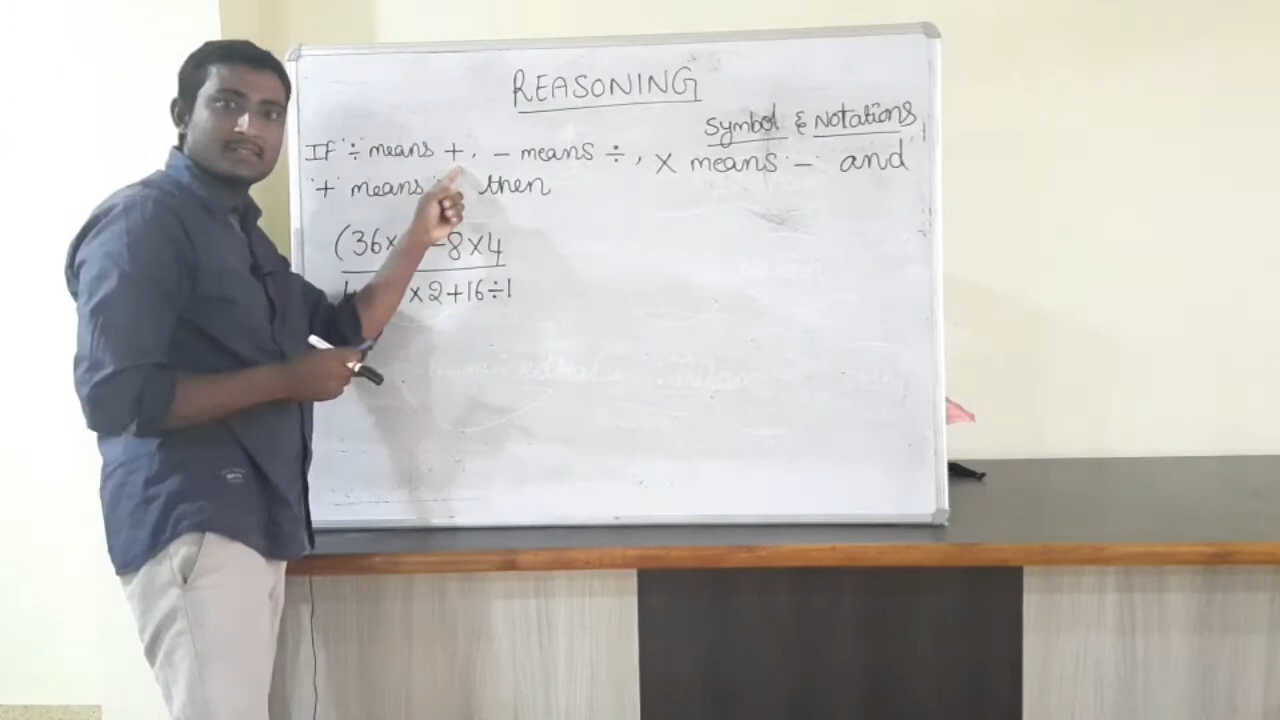 REASONING
Symbol & Notations
If '÷' means +, - means ÷, × means '-' and
'+' means then
(36× -8×4
×2+16÷1